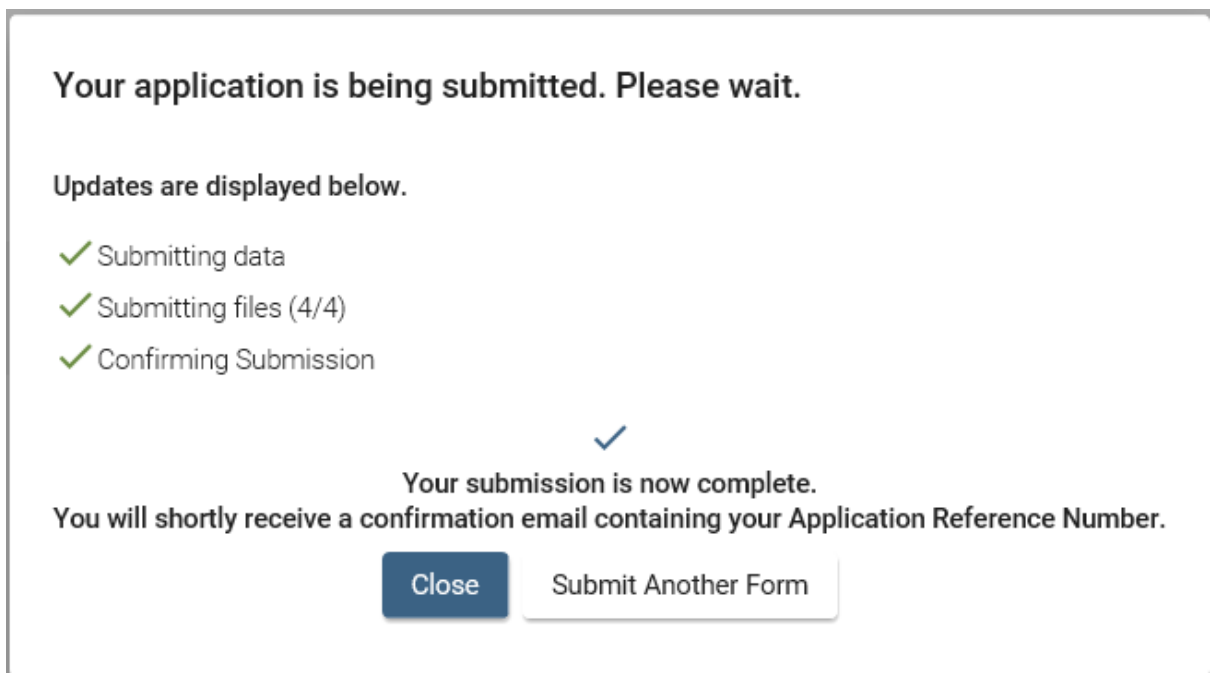 Your application is being submitted. Please wait.
Updates are displayed below.
Submitting data
Submitting files (4/4)
Confirming Submission
Your submission is now complete.
You will shortly receive a confirmation email containing your Application Reference Number.
Close
Submit Another Form